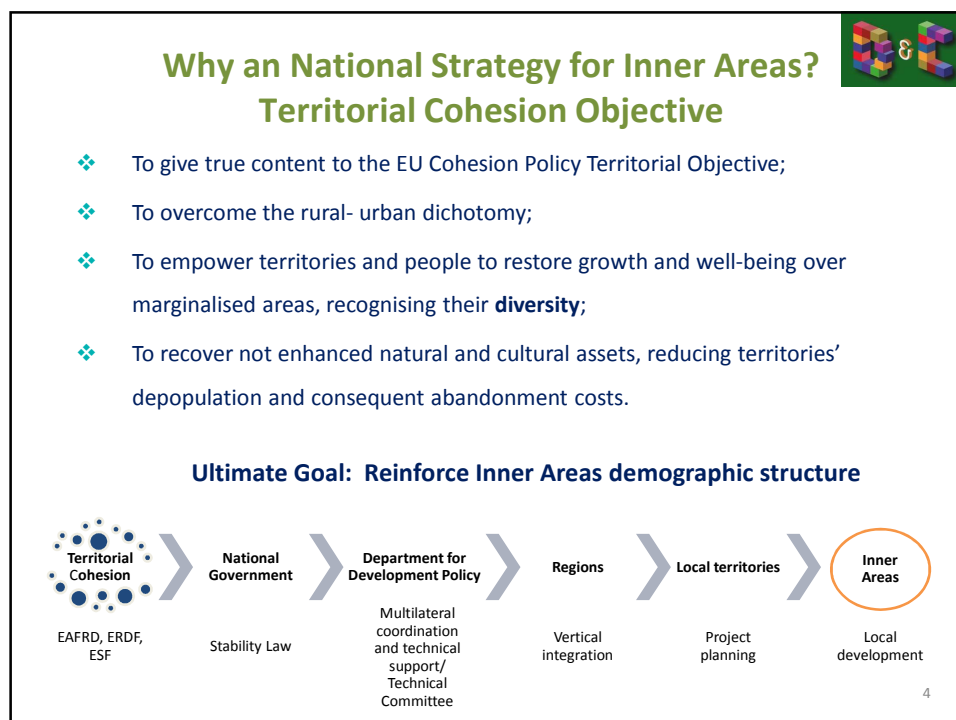 Why an National Strategy for Inner Areas?
Territorial Cohesion Objective
D & C
To give true content to the EU Cohesion Policy Territorial Objective;
To overcome the rural- urban dichotomy;
To empower territories and people to restore growth and well-being over
marginalised areas, recognising their diversity;
To recover not enhanced natural and cultural assets, reducing territories’
depopulation and consequent abandonment costs.
Ultimate Goal: Reinforce Inner Areas demographic structure
Territorial
Cohesion
EAFRD, ERDF,
ESF
National
Government
Stability Law
Department for
Development Policy
Multilateral
coordination
and technical
support/
Technical
Committee
Regions
Vertical
integration
Local territories
Project
planning
Inner
Areas
Local
development
4